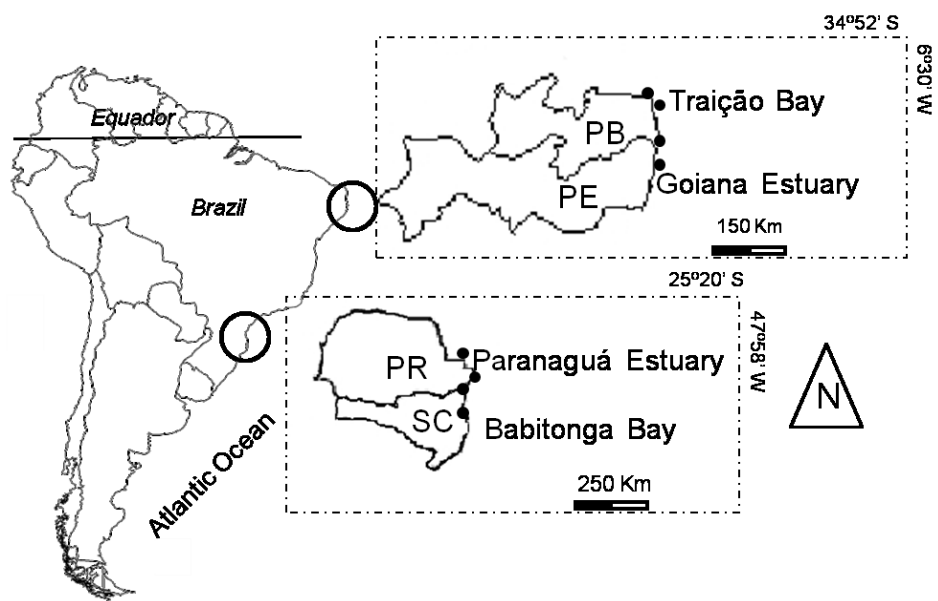 34º52' S
6º30' W
Equador
Brazil
Traição Bay
PB
PE
Goiana Estuary
150 Km
25º20' S
47º58' W
PR
Paranaguá Estuary
SC
Babitonga Bay
250 Km
N
Atlantic Ocean